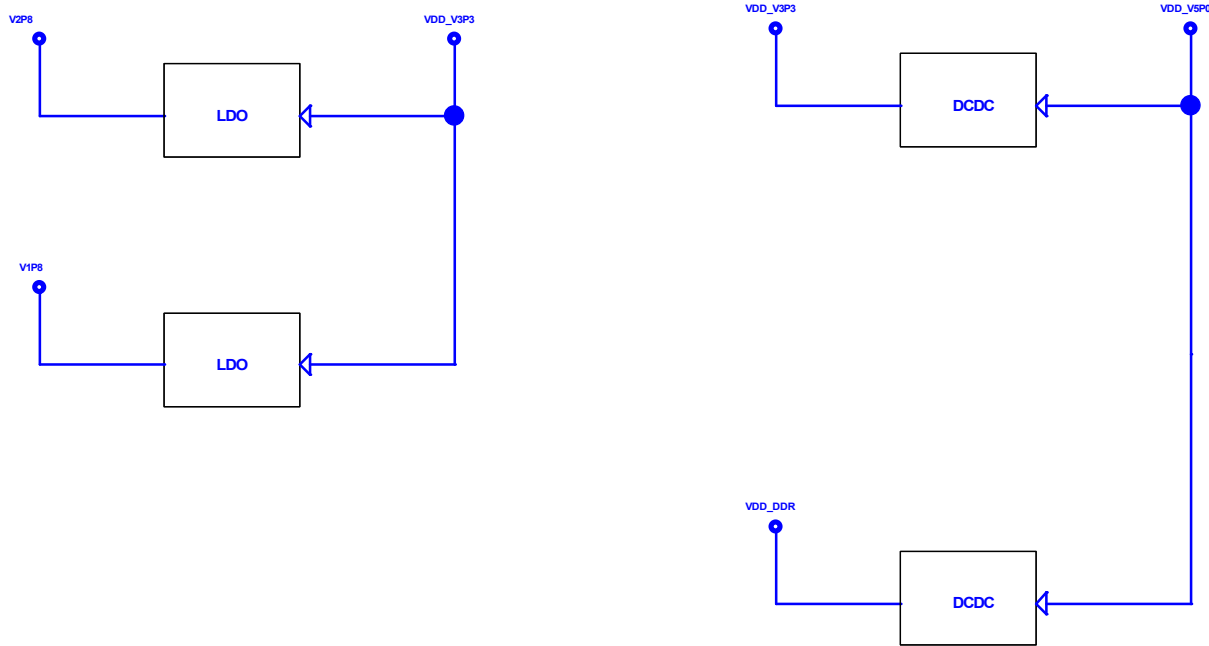 V2P8
VDD_V3P3
LDO
V1P8
LDO
VDD_V3P3
VDD_V5P0
DCDC
VDD_DDR
DCDC